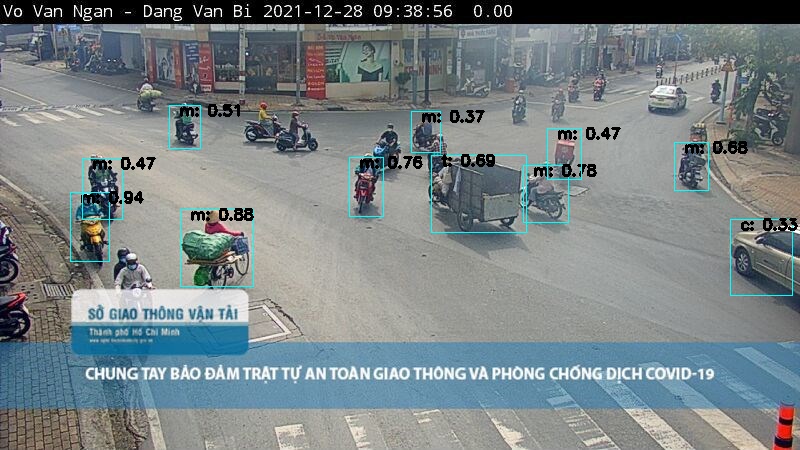 Vo Van Ngan - Dang Van Bi 2021-12-28 09:38:56 0.00
m: 0.51
m: 0.37
m: 0.47
m: 0.47
m: 0.76
t: 0.69
m: 0.78
m: 0.68
m: 0.94
m: 0.88
c: 0.33
SỞ GIAO THÔNG VẬN TẢI
Thành phố Hồ Chí Minh
CHUNG TAY BẢO ĐẢM TRẬT TỰ AN TOÀN GIAO THÔNG VÀ PHÒNG CHỐNG DỊCH COVID-19